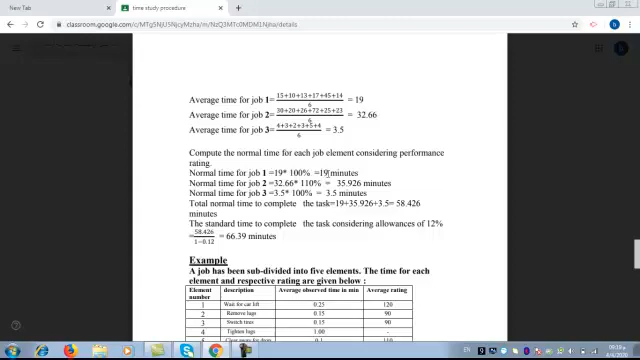 New Tab
time study procedure
classroom.google.com/c/MTg5NjU5MjcyMzha/m/NzQ3MTc0MDM1Njha/details
Average time for job 1= 15+10+13+17+45+14 / 6 = 19
Average time for job 2= 30+20+26+72+25+23 / 6 = 32.66
Average time for job 3= 4+3+2+3+5+4 / 6 = 3.5
Compute the normal time for each job element considering performance
rating.
Normal time for job 1 =19* 100% =19 minutes
Normal time for job 2 =32.66* 110% = 35.926 minutes
Normal time for job 3 =3.5* 100% = 3.5 minutes
Total normal time to complete the task=19+35.926+3.5= 58.426
minutes
The standard time to complete the task considering allowances of 12%
= 58.426 / 1−0.12 = 66.39 minutes
Example
A job has been sub-divided into five elements. The time for each
element and respective rating are given below :
Element number description Average observed time in min Average rating
1 Wait for car lift 0.25 120
2 Remove lugs 0.15 90
3 Switch tires 0.15 90
4 Tighten lugs 1.00 -
0.1 110
EN
4/4/2020